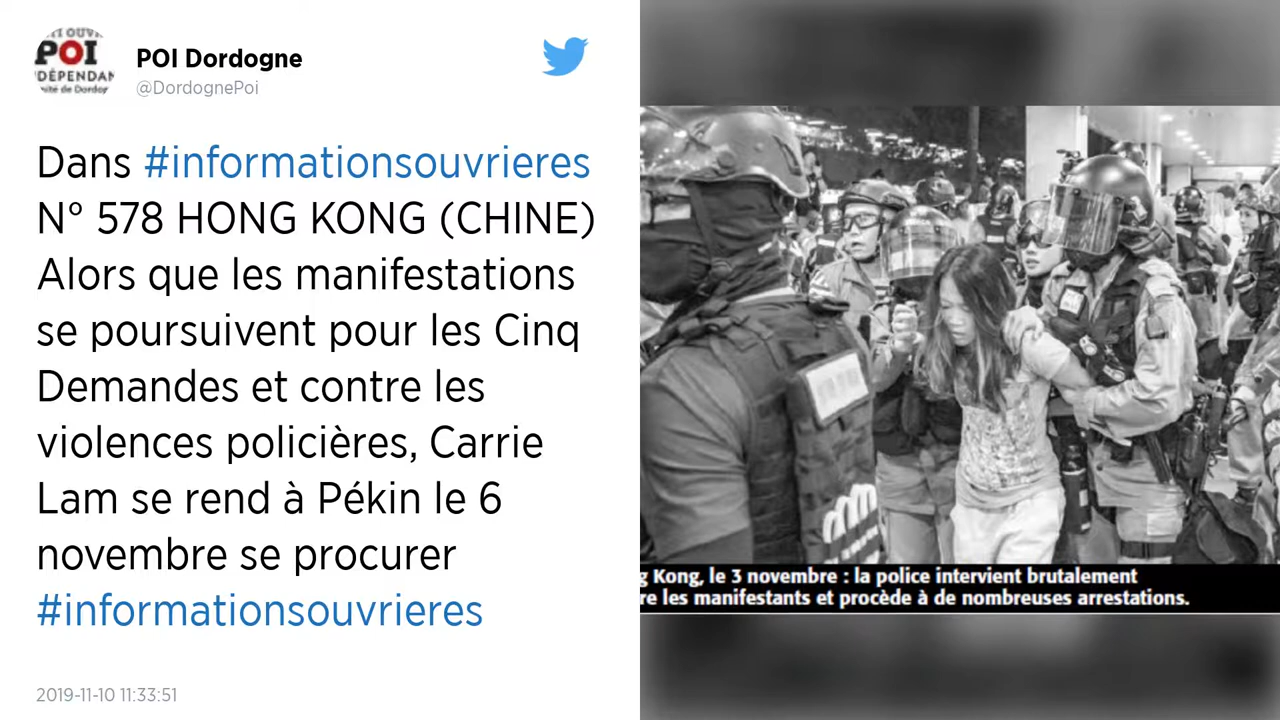 POI
POI Dordogne
@DordognePoi
Dans #informationsouvrieres
N° 578 HONG KONG (CHINE)
Alors que les manifestations
se poursuivent pour les Cinq
Demandes et contre les
violences policières, Carrie
Lam se rend à Pékin le 6
novembre se procurer
#informationsouvrieres
2019-11-10 11:33:51
g Kong, le 3 novembre : la police intervient brutalement
re les manifestants et procède à de nombreuses arrestations.